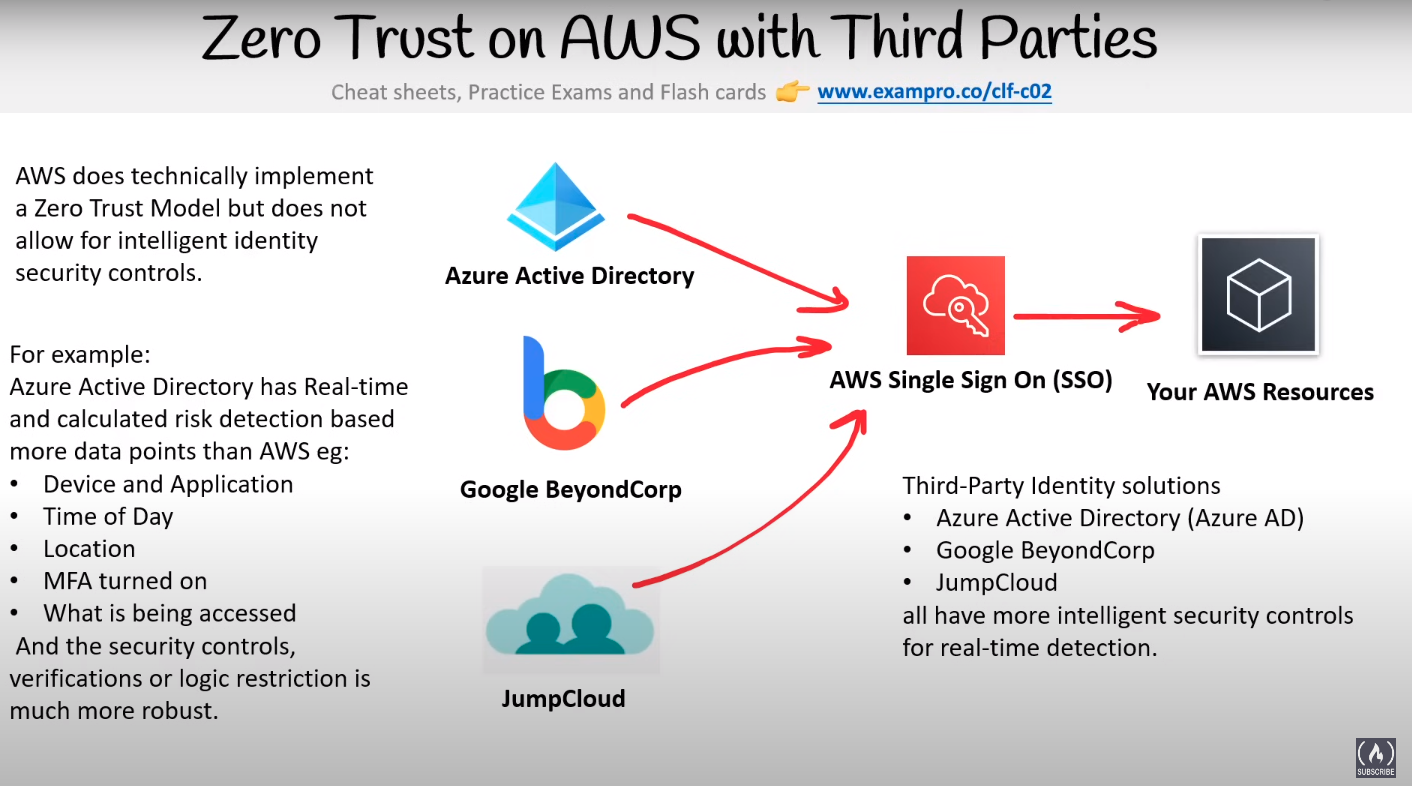 Zero Trust on AWS with Third Parties
Cheat sheets, Practice Exams and Flash cards 👉 www.exampro.co/clf-c02
AWS does technically implement
a Zero Trust Model but does not
allow for intelligent identity
security controls.
For example:
Azure Active Directory has Real-time
and calculated risk detection based
more data points than AWS eg:
• Device and Application
• Time of Day
• Location
• MFA turned on
• What is being accessed
And the security controls,
verifications or logic restriction is
much more robust.
Azure Active Directory
Google BeyondCorp
JumpCloud
AWS Single Sign On (SSO)
Your AWS Resources
Third-Party Identity solutions
• Azure Active Directory (Azure AD)
• Google BeyondCorp
• JumpCloud
all have more intelligent security controls
for real-time detection.
SUBSCRIBE